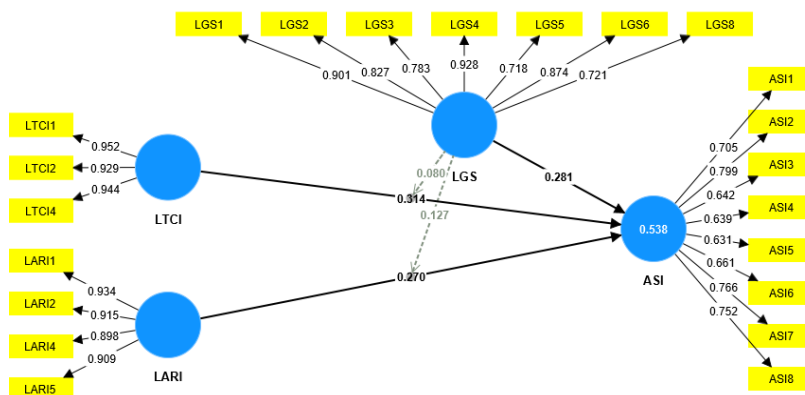 LGS1
LGS2
LGS3
LGS4
LGS5
LGS6
LGS8
0.901
0.827
0.783
0.928
0.718
0.874
0.721
LGS
LTCI1
LTCI2
LTCI4
0.952
0.929
0.944
LTCI
LARI1
LARI2
LARI4
LARI5
0.934
0.915
0.898
0.909
LARI
0.080
0.314
0.127
0.270
0.281
0.538
ASI
0.705
0.799
0.642
0.639
0.631
0.661
0.766
0.752
ASI1
ASI2
ASI3
ASI4
ASI5
ASI6
ASI7
ASI8